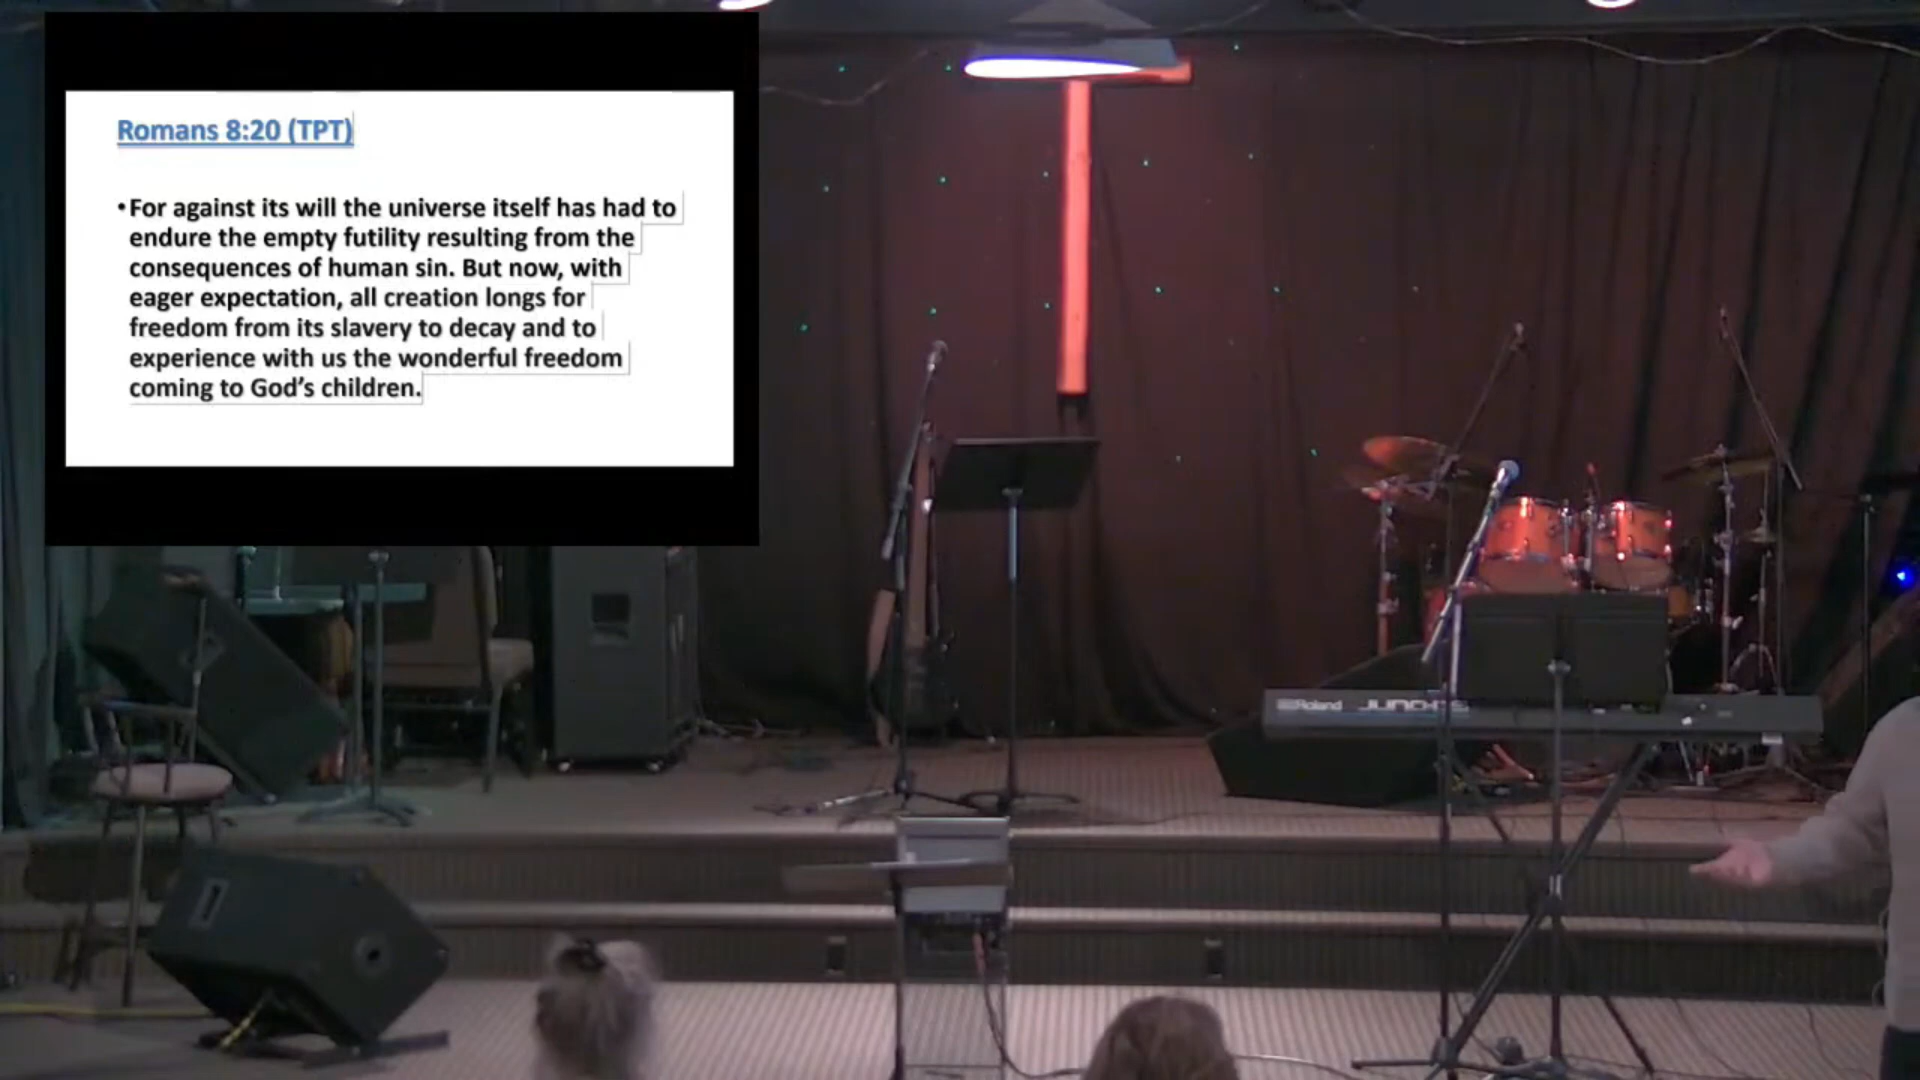 Romans 8:20 (TPT)
•For against its will the universe itself has had to
endure the empty futility resulting from the
consequences of human sin. But now, with
eager expectation, all creation longs for
freedom from its slavery to decay and to
experience with us the wonderful freedom
coming to God's children.
Roland JUNO-DS